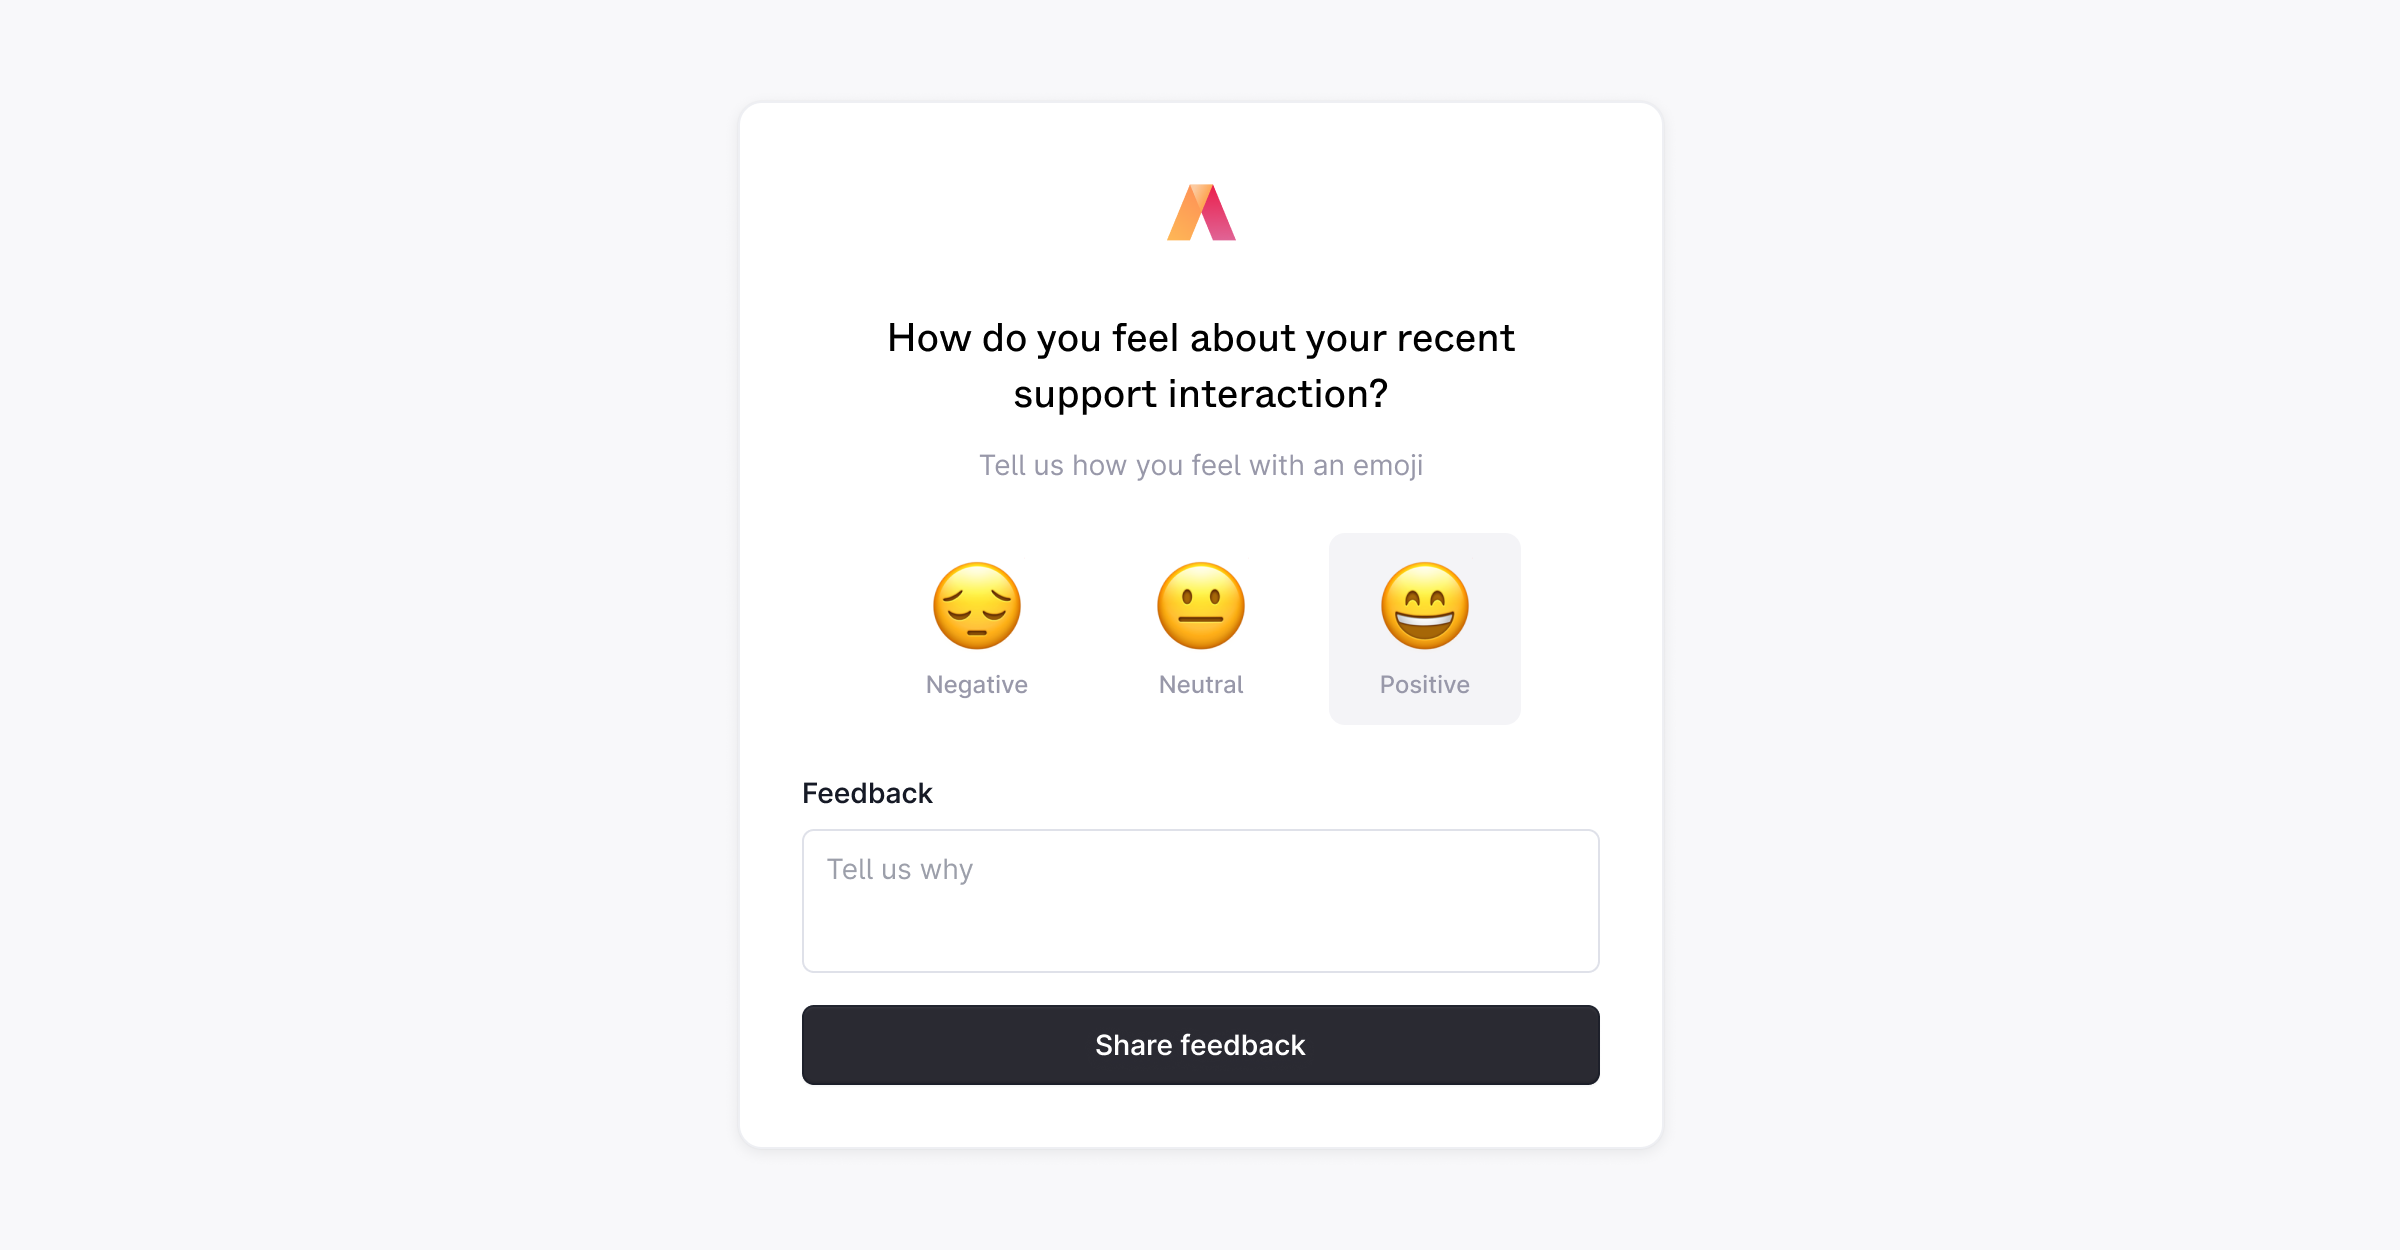 How do you feel about your recent
support interaction?
Tell us how you feel with an emoji
Negative
Neutral
Positive
Feedback
Tell us why
Share feedback